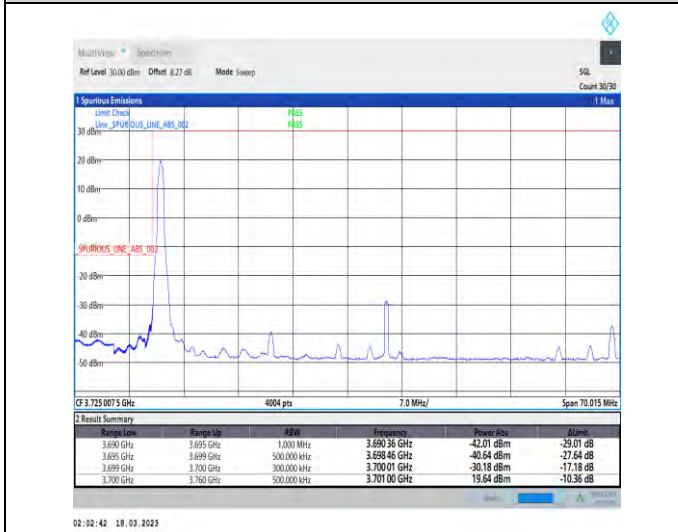 MultiView Spectrum
Ref Level 30.00 dBm Offset 8.27 dB Mode Sweep SGL
Count 30/30
1 Spurious Emissions 1 Max
Limit Check PASS
Line _SPURIOUS_LINE_ABS_002 PASS
30 dBm
20 dBm
10 dBm
0 dBm
_SPURIOUS_LINE_ABS_002
-20 dBm
-30 dBm
-40 dBm
-50 dBm
CF 3.725 007 5 GHz 4004 pts 7.0 MHz/ Span 70.015 MHz
2 Result Summary
Range Low Range Up RBW Frequency Power Abs ΔLimit
3.690 GHz 3.695 GHz 1.000 MHz 3.690 36 GHz -42.01 dBm -29.01 dB
3.695 GHz 3.699 GHz 500.000 kHz 3.698 46 GHz -40.64 dBm -27.64 dB
3.699 GHz 3.700 GHz 300.000 kHz 3.700 01 GHz -30.18 dBm -17.18 dB
3.700 GHz 3.760 GHz 500.000 kHz 3.701 00 GHz 19.64 dBm -10.36 dB
02:02:42 18.03.2023